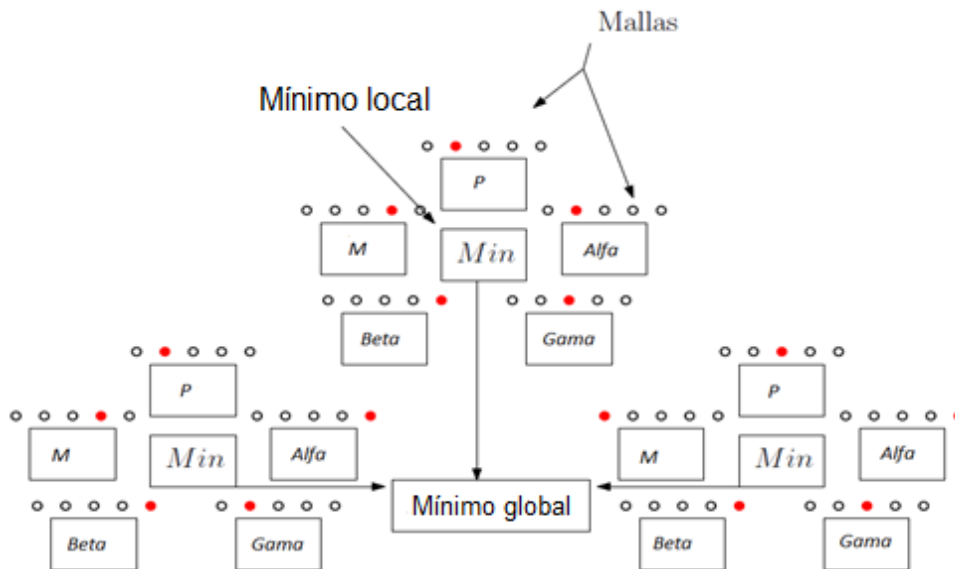 Mallas
Mínimo local
P
M
Min
Alfa
Beta
Gama
P
M
Min
Alfa
Beta
Gama
P
M
Min
Alfa
Beta
Gama
Mínimo global